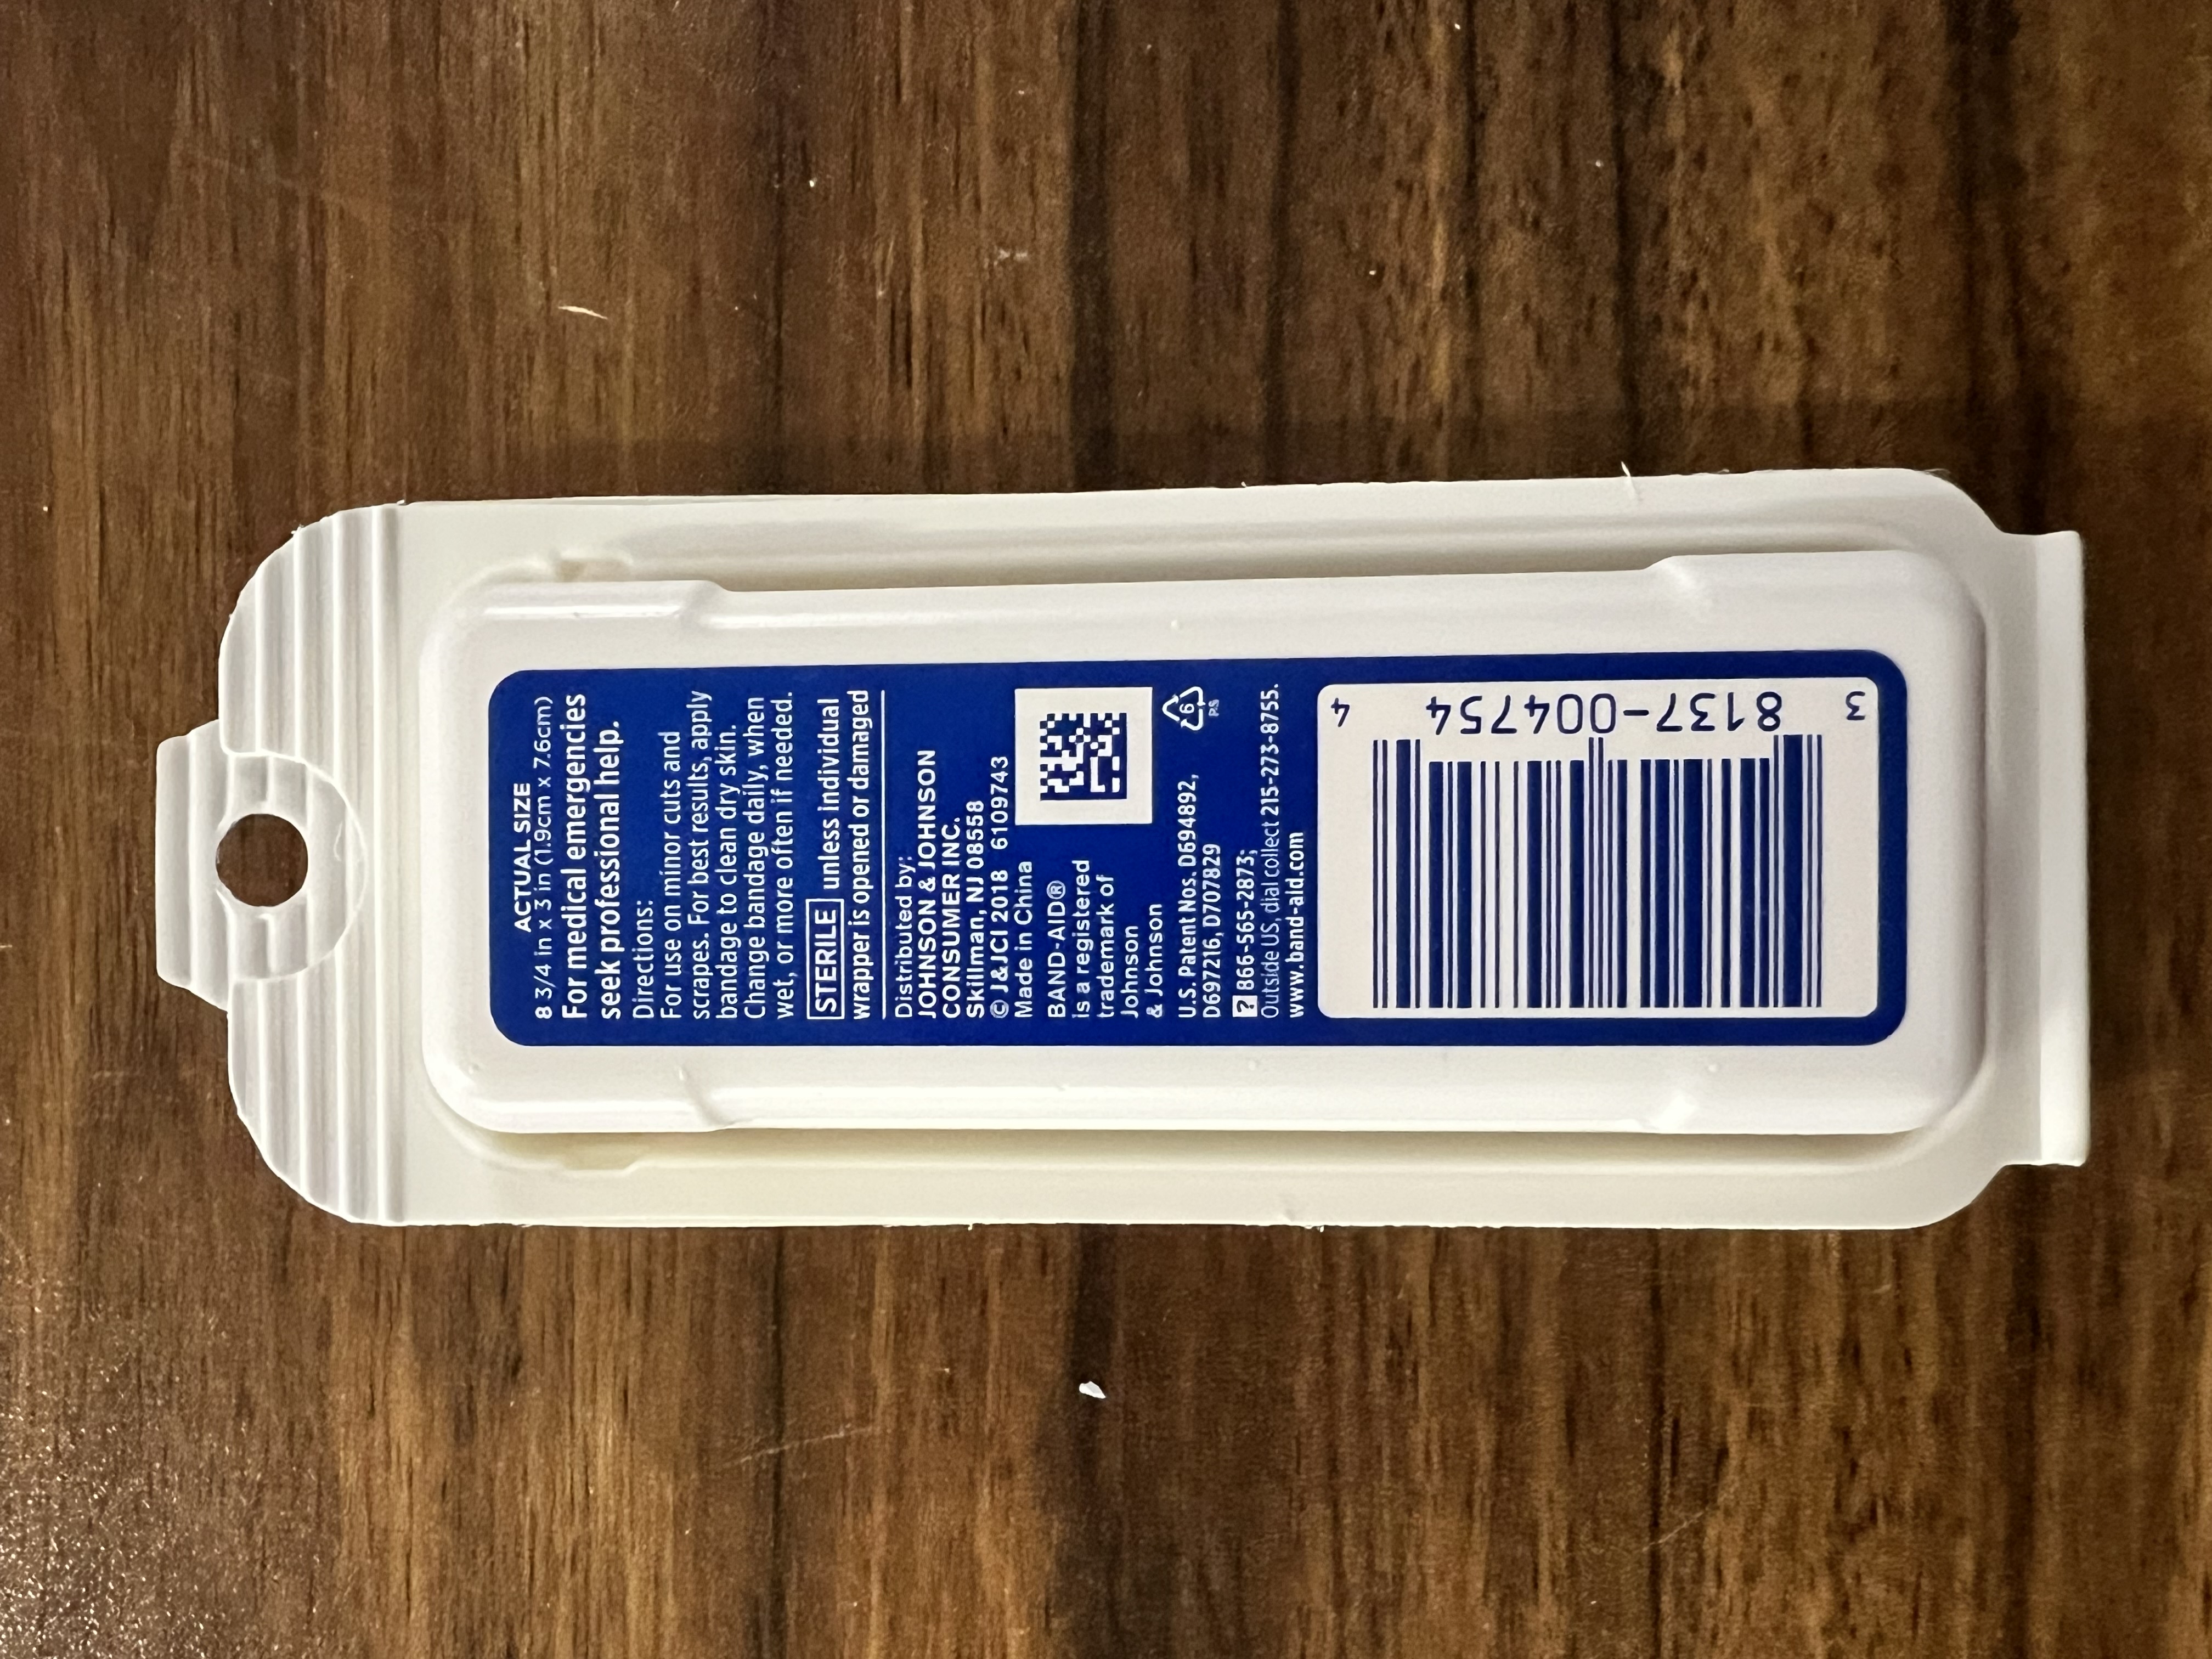 ACTUAL SIZE
8 3/4 in x 3 in (1.9cm x 7.6cm)
For medical emergencies
seek professional help.
Directions:
For use on minor cuts and
scrapes. For best results, apply
bandage to clean dry skin.
Change bandage daily, when
wet, or more often if needed.
STERILE unless individual
wrapper is opened or damaged
Distributed by:
JOHNSON & JOHNSON
CONSUMER INC.
Skillman, NJ 08558
© J&JCI 2018 6109743
Made in China
BAND-AID®
is a registered
trademark of
Johnson
& Johnson
6
PS
U.S. Patent Nos. D694892,
D697216, D707829
? 866-565-2873;
Outside US, dial collect 215-273-8755.
www.band-aid.com
3 8137-004754 4